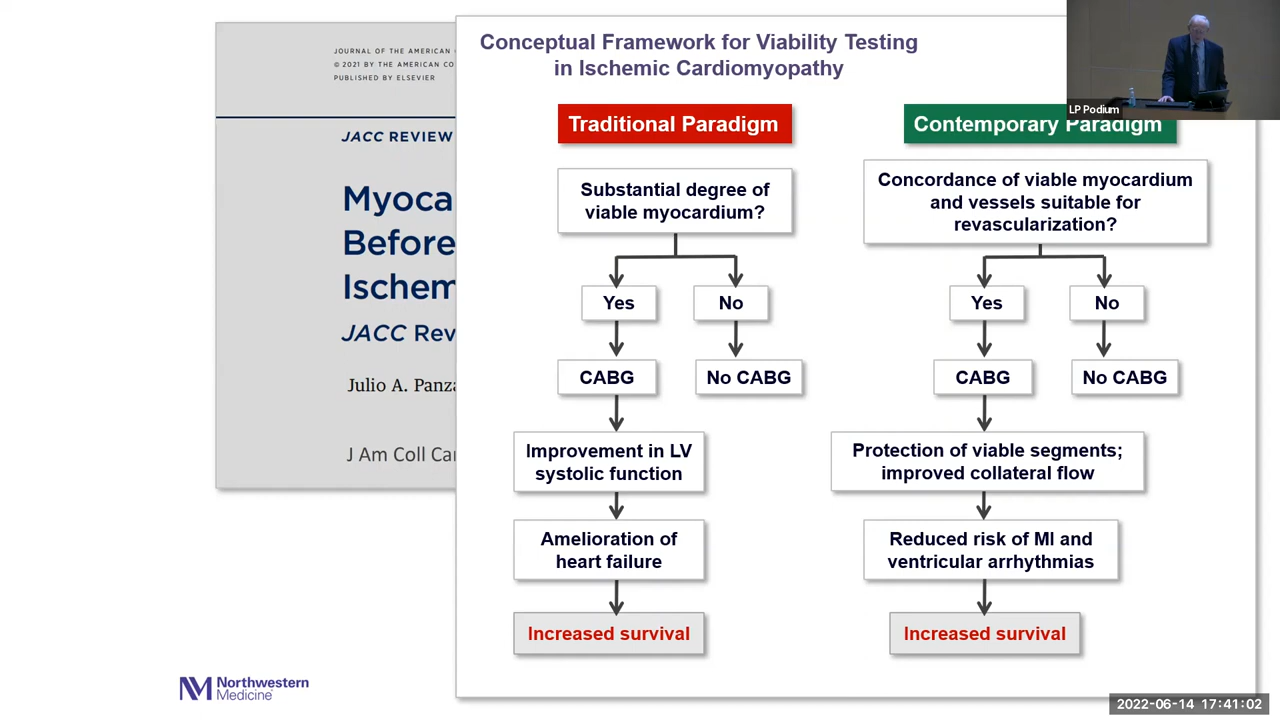 JOURNAL OF THE AMERICAN
© 2021 BY THE AMERICAN CO
PUBLISHED BY ELSEVIER
JACC REVIEW
Myoca
Before
Ischem
JACC Rev
Julio A. Panza
J Am Coll Car
Conceptual Framework for Viability Testing
in Ischemic Cardiomyopathy
Traditional Paradigm
Substantial degree of
viable myocardium?
Yes
No
CABG
No CABG
Improvement in LV
systolic function
Amelioration of
heart failure
Increased survival
Contemporary Paradigm
Concordance of viable myocardium
and vessels suitable for
revascularization?
Yes
No
CABG
No CABG
Protection of viable segments;
improved collateral flow
Reduced risk of MI and
ventricular arrhythmias
Increased survival
LP Podium
Northwestern
Medicine
2022-06-14 17:41:02